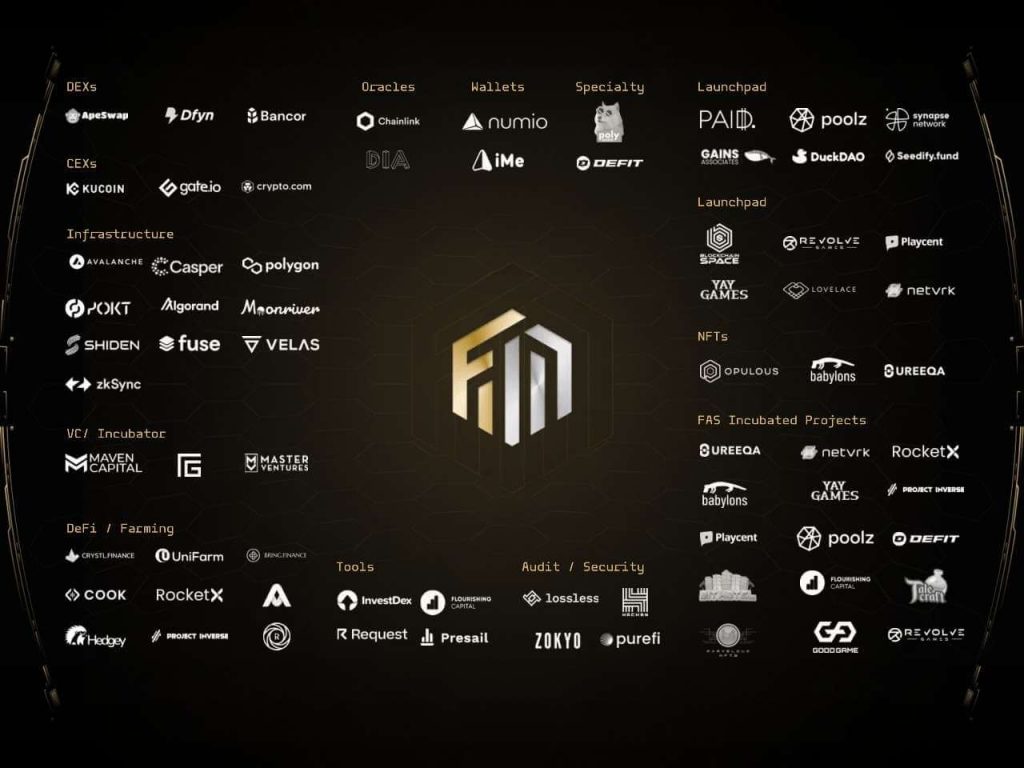 DEXs
ApeSwap Dfyn Bancor
CEXs
KUCOIN gate.io crypto.com
Infrastructure
AVALANCHE Casper polygon
POKT Algorand Moonriver
SHIDEN fuse VELAS
zkSync
VC/ Incubator
MAVEN CAPITAL MASTER VENTURES
DeFi / Farming
CRYSTL.FINANCE UniFarm BRING.FINANCE
COOK RocketX
Hedgey PROJECT INVERSE R
Oracles
Chainlink
DIA
Wallets
numio
iMe
Specialty
poly
DEFIT
Tools
InvestDex FLOURISHING CAPITAL
Request Presail
Audit / Security
lossless HACKEN
ZOKYO purefi
Launchpad
PAID. poolz synapse network
GAINS ASSOCIATES DuckDAO Seedify.fund
Launchpad
BLOCKCHAIN SPACE REVOLVE GAMES Playcent
YAY GAMES LOVELACE netvrk
NFTs
OPULOUS babylons UREEQA
FAS Incubated Projects
UREEQA netvrk RocketX
babylons YAY GAMES PROJECT INVERSE
Playcent poolz DEFIT
FLOURISHING CAPITAL Talecraft
GOOD GAME REVOLVE GAMES